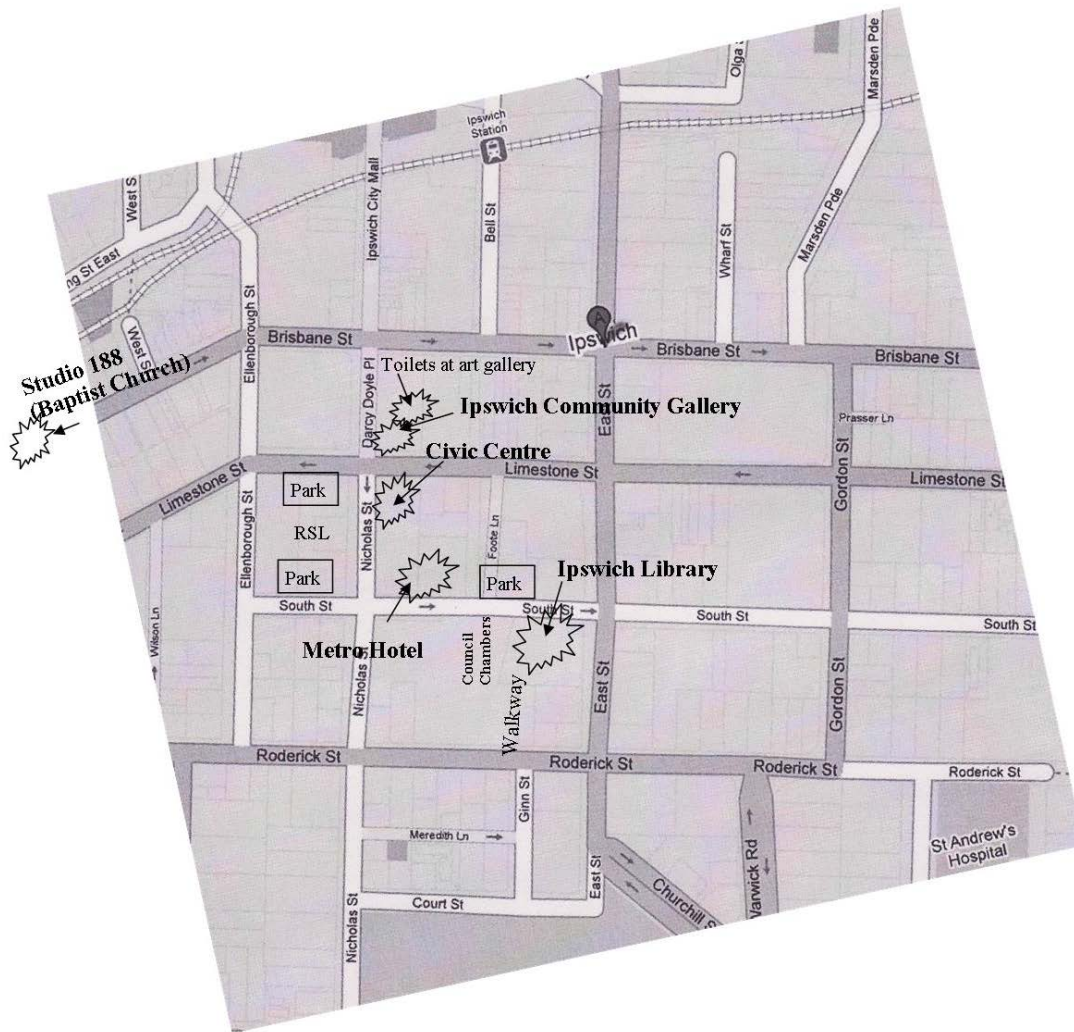 Olga
Marsden Pde
Ipswich
Station
Ipswich City Mall
Bell St
Wharf St
Marsden Pde
West S
ng St East
West S
Ellenborough St
Brisbane St
A
Ipswich
Brisbane St
Brisbane St
Studio 188
(Baptist Church)
Toilets at art gallery
Darcy Doyle Pl
Ipswich Community Gallery
East St
Prasser Ln
Gordon St
Civic Centre
Limestone St
Limestone St
Limestone St
Park
Nicholas St
Foote Ln
Ellenborough St
RSL
Park
Park
Ipswich Library
South St
South St
South St
South St
Wilson Ln
Metro Hotel
Council
Chambers
Walkway
Nicholas St
East St
Gordon St
Roderick St
Roderick St
Roderick St
Roderick St
Ginn St
Meredith Ln
St Andrew's
Hospital
East St
Churchill S
Warwick Rd
Court St
Nicholas St